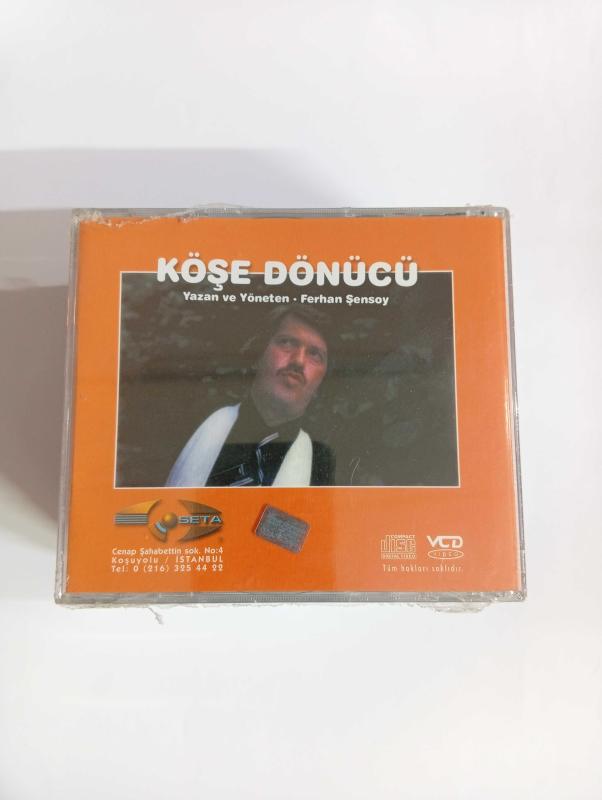 KÖŞE DÖNÜCÜ
Yazan ve Yöneten • Ferhan Şensoy
SETA
Cenap Şahabettin sok. No:4
Koşuyolu / İSTANBUL
Tel: 0 (216) 325 44 22
COMPACT
disc
DIGITAL VIDEO
VCD
VIDEO
Tüm hakları saklıdır.